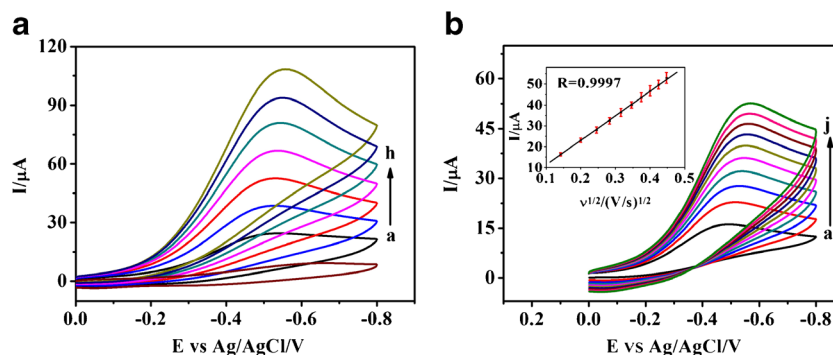 a
120
90
60
30
0
I/μA
h
a
0.0 -0.2 -0.4 -0.6 -0.8
E vs Ag/AgCl/V
b
60
45
30
15
0
I/μA
R=0.9997
50
40
30
20
I/μA
0.1 0.2 0.3 0.4 0.5
ν1/2/(V/s)1/2
j
a
0.2 0.0 -0.2 -0.4 -0.6 -0.8
E vs Ag/AgCl/V